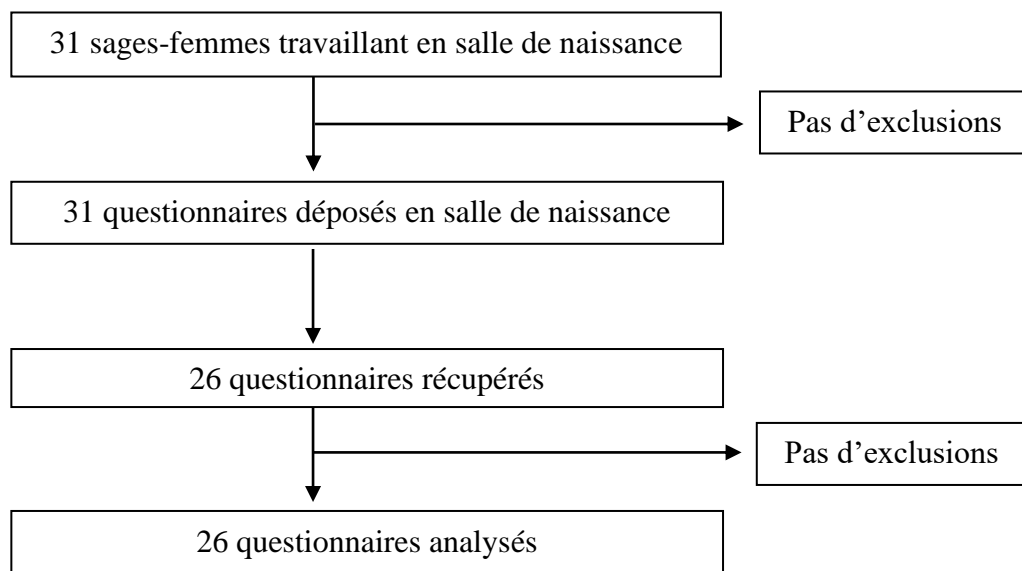 31 sages-femmes travaillant en salle de naissance
Pas d’exclusions
31 questionnaires déposés en salle de naissance
26 questionnaires récupérés
Pas d’exclusions
26 questionnaires analysés